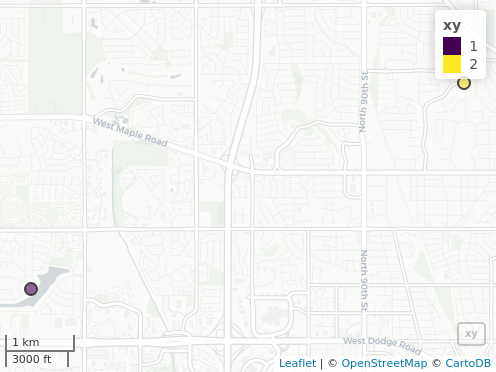 xy
1
2
North 90th St.
West Maple Road
North 90th St.
1 km
3000 ft
West Dodge Road
xy
Leaflet | © OpenStreetMap © CartoDB